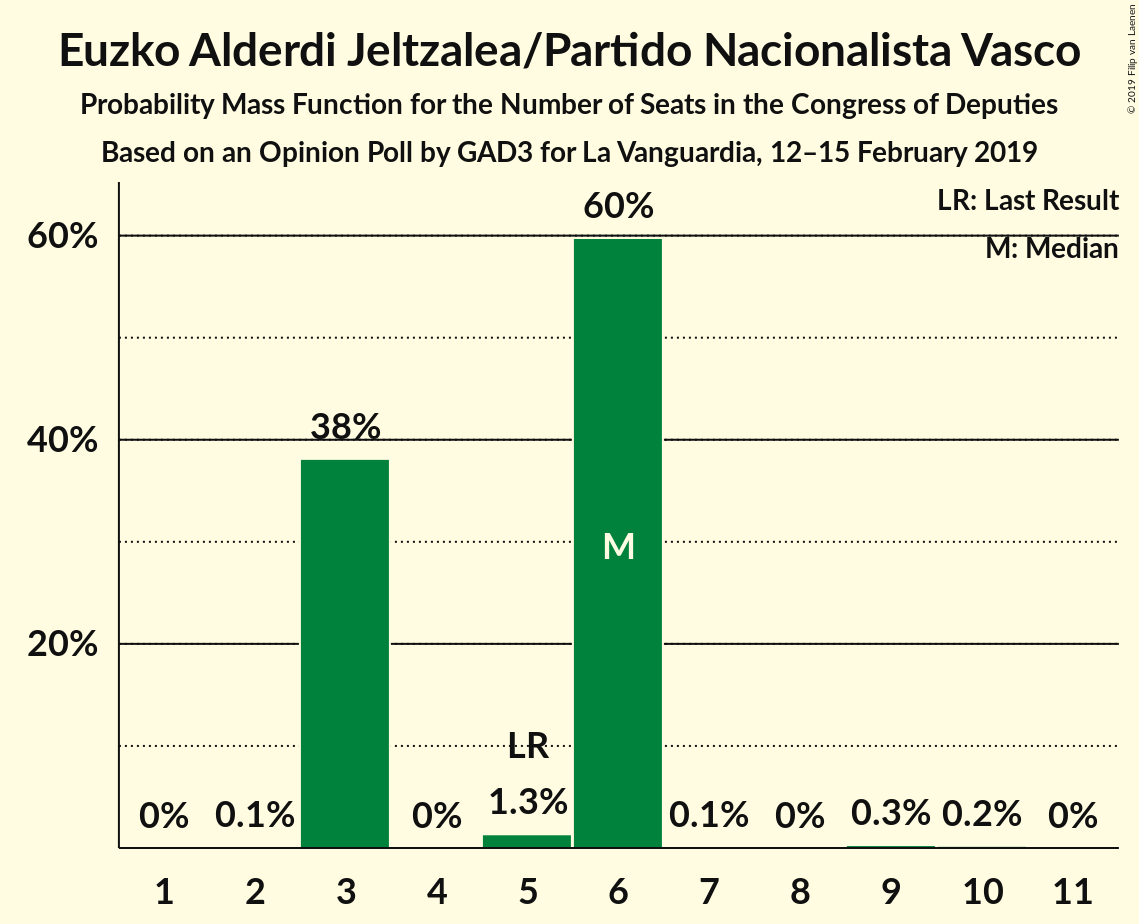 Euzko Alderdi Jeltzalea/Partido Nacionalista Vasco
Probability Mass Function for the Number of Seats in the Congress of Deputies
Based on an Opinion Poll by GAD3 for La Vanguardia, 12–15 February 2019
© 2019 Filip van Laenen
LR: Last Result
M: Median
60%
40%
20%
0%
0.1%
38%
0%
LR
1.3%
60%
M
0.1%
0%
0.3%
0.2%
0%
1 2 3 4 5 6 7 8 9 10 11